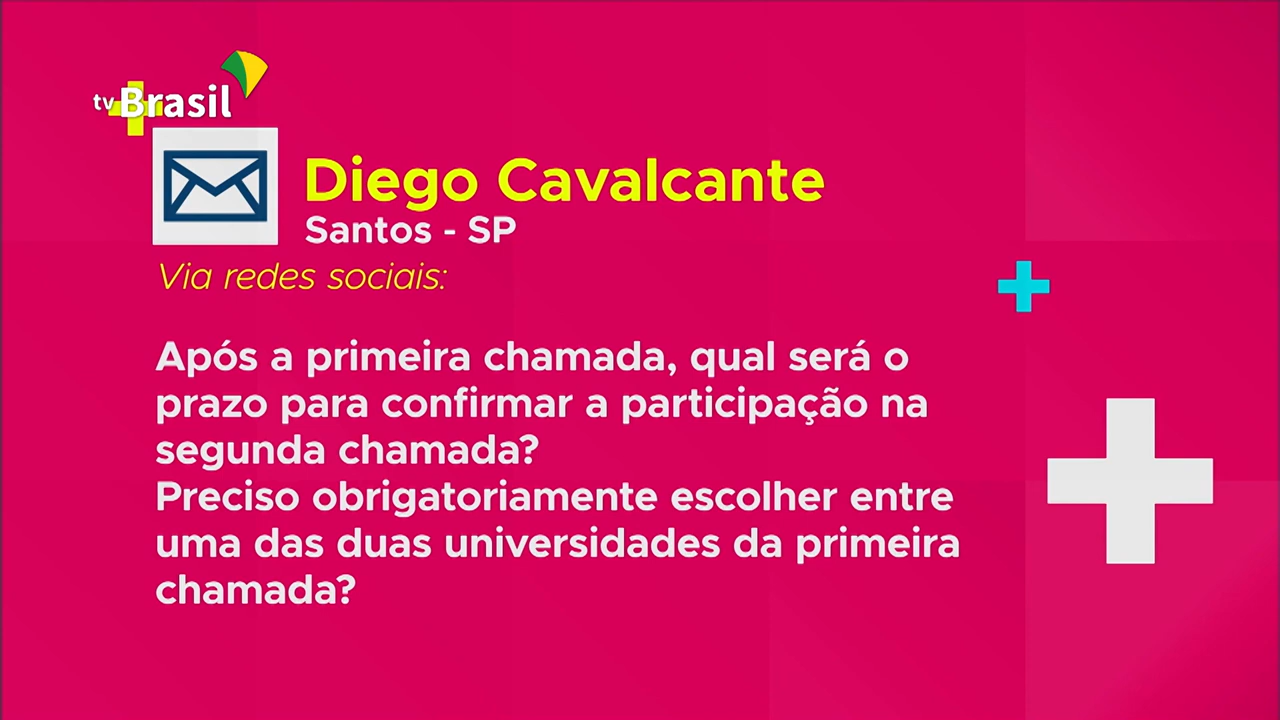 tv Brasil
Diego Cavalcante
Santos - SP
Via redes sociais:
Após a primeira chamada, qual será o
prazo para confirmar a participação na
segunda chamada?
Preciso obrigatoriamente escolher entre
uma das duas universidades da primeira
chamada?